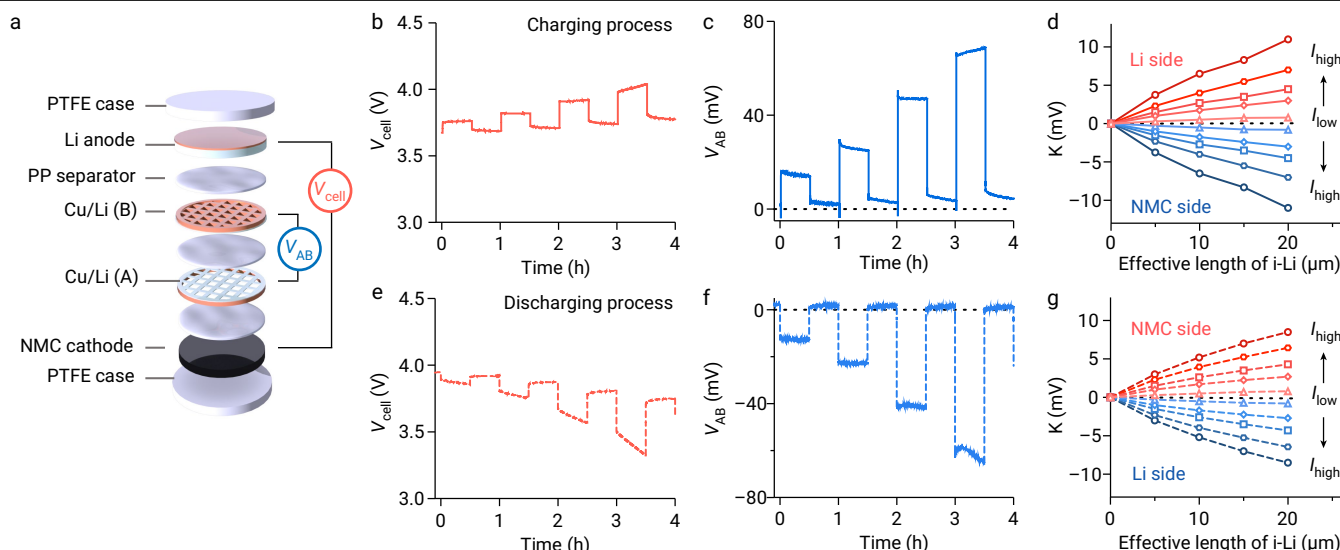 a
PTFE case
Li anode
PP separator
Cu/Li (B)
Cu/Li (A)
NMC cathode
PTFE case
V_cell
V_AB
b
Charging process
4.5
4.0
3.5
3.0
V_cell (V)
0 1 2 3 4
Time (h)
c
80
40
0
V_AB (mV)
0 1 2 3 4
Time (h)
d
Li side
NMC side
10
5
0
−5
−10
K (mV)
I_high
I_low
I_high
0 10 20
Effective length of i-Li (μm)
e
Discharging process
4.5
4.0
3.5
3.0
V_cell (V)
0 1 2 3 4
Time (h)
f
0
−40
−80
V_AB (mV)
0 1 2 3 4
Time (h)
g
NMC side
Li side
10
5
0
−5
−10
K (mV)
I_high
I_low
I_high
0 10 20
Effective length of i-Li (μm)